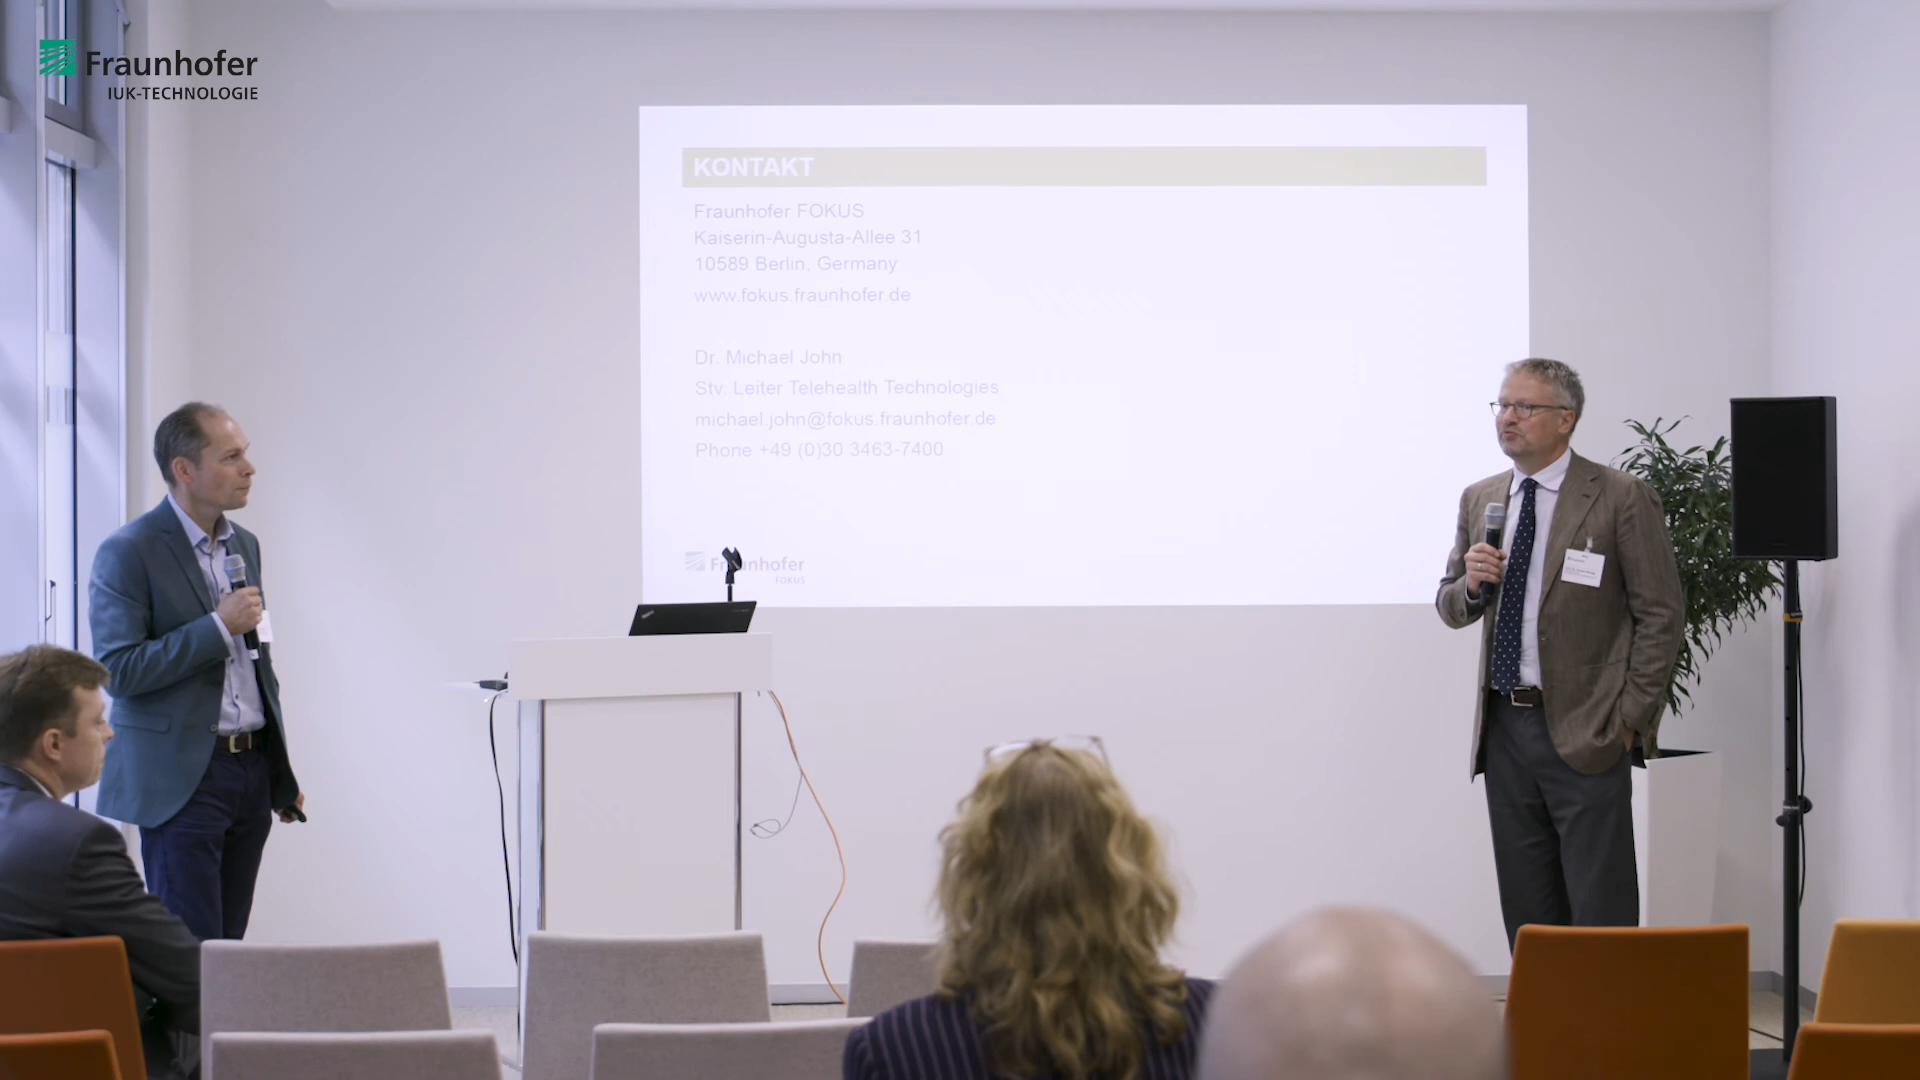 Fraunhofer
IUK-TECHNOLOGIE
KONTAKT
Fraunhofer FOKUS
Kaiserin-Augusta-Allee 31
10589 Berlin, Germany
www.fokus.fraunhofer.de
Dr. Michael John
Stv. Leiter Telehealth Technologies
michael.john@fokus.fraunhofer.de
Phone +49 (0)30 3463-7400
Fraunhofer
FOKUS